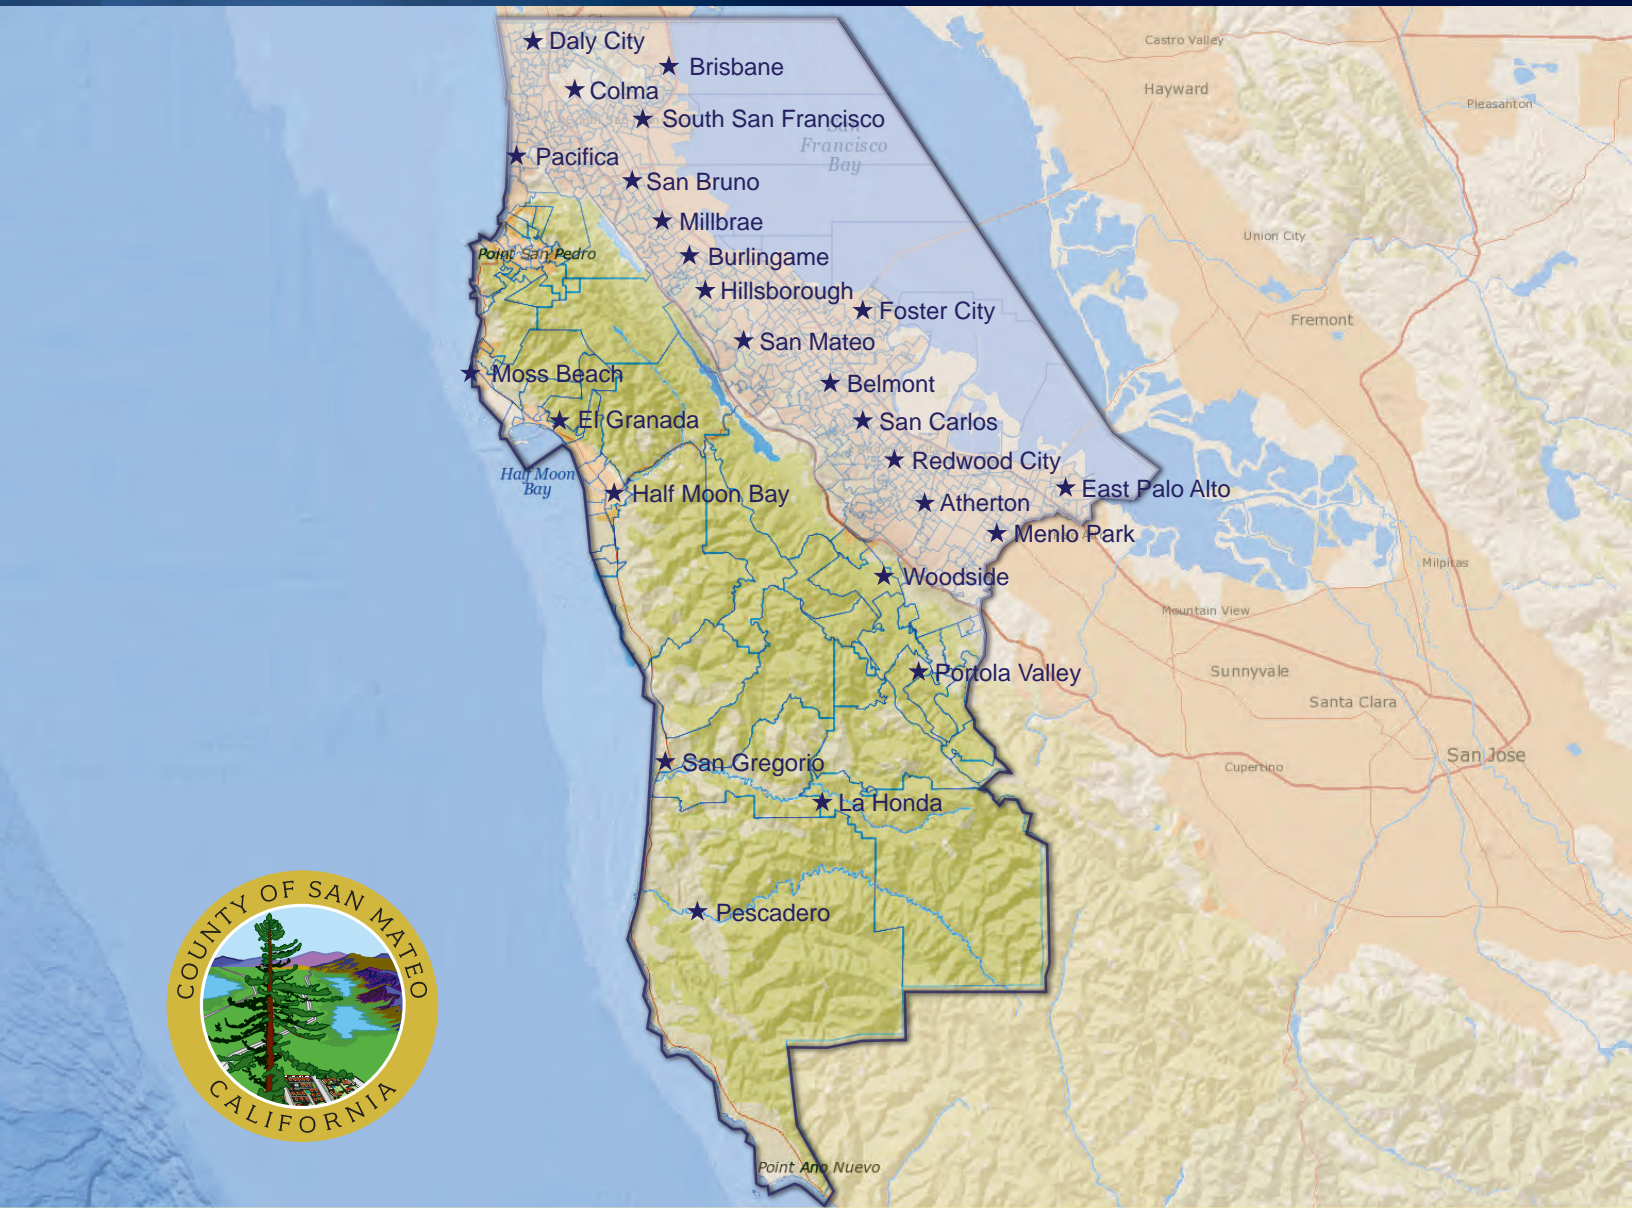 Daly City
Castro Valley
Brisbane
Colma
Hayward
Pleasanton
South San Francisco
San
Francisco
Bay
Pacifica
San Bruno
Millbrae
Union City
Point San Pedro
Burlingame
Hillsborough
Foster City
Fremont
San Mateo
Moss Beach
Belmont
El Granada
San Carlos
Redwood City
Half Moon
Bay
Half Moon Bay
East Palo Alto
Atherton
Menlo Park
Milpitas
Woodside
Mountain View
Portola Valley
Sunnyvale
Santa Clara
San Jose
San Gregorio
Cupertino
La Honda
Pescadero
COUNTY OF SAN MATEO
CALIFORNIA
Point Ano Nuevo